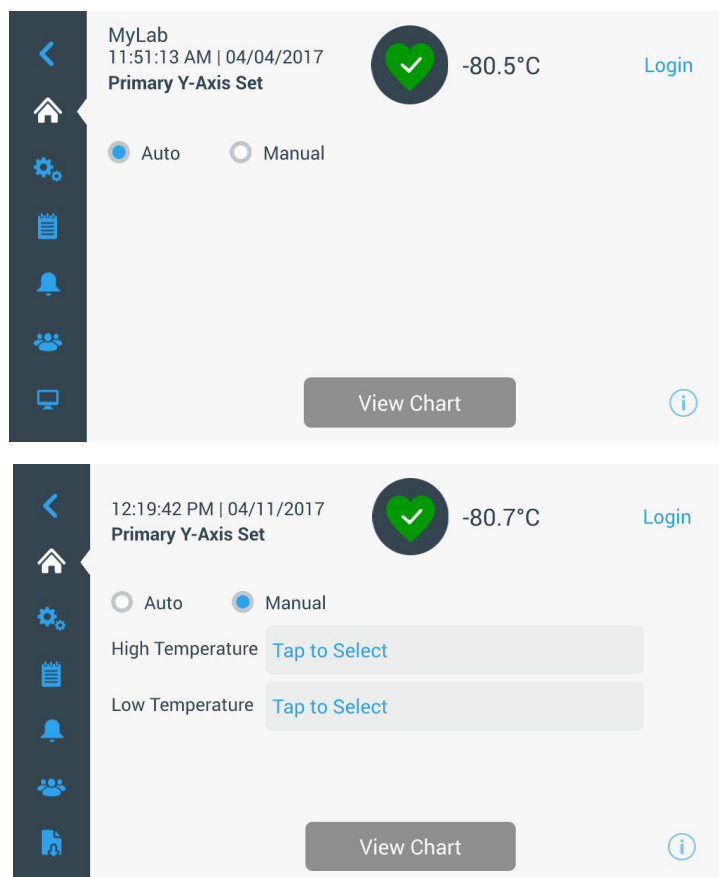 MyLab
11:51:13 AM | 04/04/2017
Primary Y-Axis Set
-80.5°C
Login
Auto Manual
View Chart
12:19:42 PM | 04/11/2017
Primary Y-Axis Set
-80.7°C
Login
Auto Manual
High Temperature Tap to Select
Low Temperature Tap to Select
View Chart